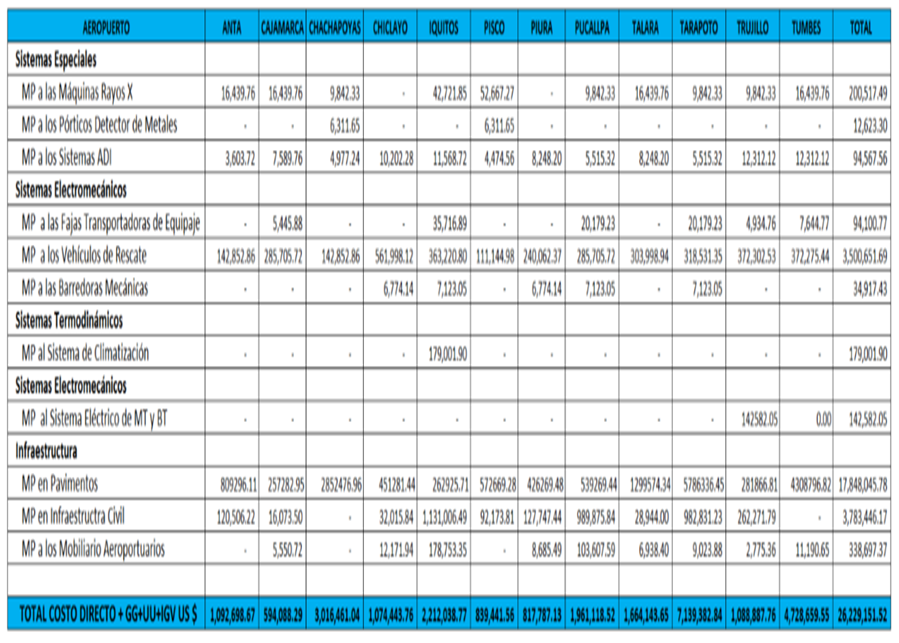 AEROPUERTO ANTA CAJAMARCA CHACHAPOYAS CHICLAYO IQUITOS PISCO PIURA PUCALLPA TALARA TARAPOTO TRUJILLO TUMBES TOTAL
Sistemas Especiales
MP a las Máquinas Rayos X 16,439.76 16,439.76 9,842.33 - 42,721.85 52,667.27 - 9,842.33 16,439.76 9,842.33 9,842.33 16,439.76 200,517.49
MP a los Pórticos Detector de Metales - - 6,311.65 - - 6,311.65 - - - - - - 12,623.30
MP a los Sistemas ADI 3,603.72 7,589.76 4,977.24 10,202.28 11,568.72 4,474.56 8,248.20 5,515.32 8,248.20 5,515.32 12,312.12 12,312.12 94,567.56
Sistemas Electromecánicos
MP a las Fajas Transportadoras de Equipaje - 5,445.88 - - 35,716.89 - - 20,179.23 - 20,179.23 4,934.76 7,644.77 94,100.77
MP a los Vehículos de Rescate 142,852.86 285,705.72 142,852.86 561,998.12 363,220.80 111,144.98 240,062.37 285,705.72 303,998.94 318,531.35 372,302.53 372,275.44 3,500,651.69
MP a las Barredoras Mecánicas - - - 6,774.14 7,123.05 - 6,774.14 7,123.05 - 7,123.05 - - 34,917.43
Sistemas Termodinámicos
MP al Sistema de Climatización - - - - 179,001.90 - - - - - - - 179,001.90
Sistemas Electromecánicos
MP al Sistema Eléctrico de MT y BT - - - - - - - - - - 142582.05 0.00 142,582.05
Infraestructura
MP en Pavimentos 809296.11 257282.95 2852476.96 451281.44 262925.71 572669.28 426269.48 539269.44 1299574.34 5786336.45 281866.81 4308796.82 17,848,045.78
MP en Infraestructra Civil 120,506.22 16,073.50 - 32,015.84 1,131,006.49 92,173.81 127,747.44 989,875.84 28,944.00 982,831.23 262,271.79 - 3,783,446.17
MP a los Mobiliario Aeroportuarios - 5,550.72 - 12,171.94 178,753.35 - 8,685.49 103,607.59 6,938.40 9,023.88 2,775.36 11,190.65 338,697.37
TOTAL COSTO DIRECTO + GG+UU+IGV US $ 1,092,698.67 594,088.29 3,016,461.04 1,074,443.76 2,212,038.77 839,441.56 817,787.13 1,961,118.52 1,664,143.65 7,139,382.84 1,088,887.76 4,728,659.55 26,229,151.52